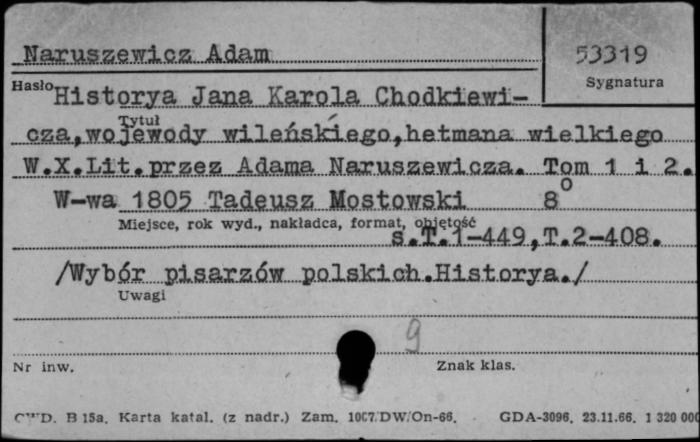 Naruszewicz Adam
53319
Hasło
Sygnatura
Historya Jana Karola Chodkiewi-
Tytuł
cza,wojewody wileńskiego,hetmana wielkiego
W.X.Lit.przez Adama Naruszewicza. Tom 1 i 2.
W-wa 1805 Tadeusz Mostowski 8°
Miejsce, rok wyd., nakładca, format, objętość
s.T.1-449,T.2-408.
/Wybór pisarzów polskich.Historya./
Uwagi
9
Nr inw.
Znak klas.
CWD. B 15a. Karta katal. (z nadr.) Zam. 1007/DW/On-66. GDA-3096. 23.11.66. 1 320 000